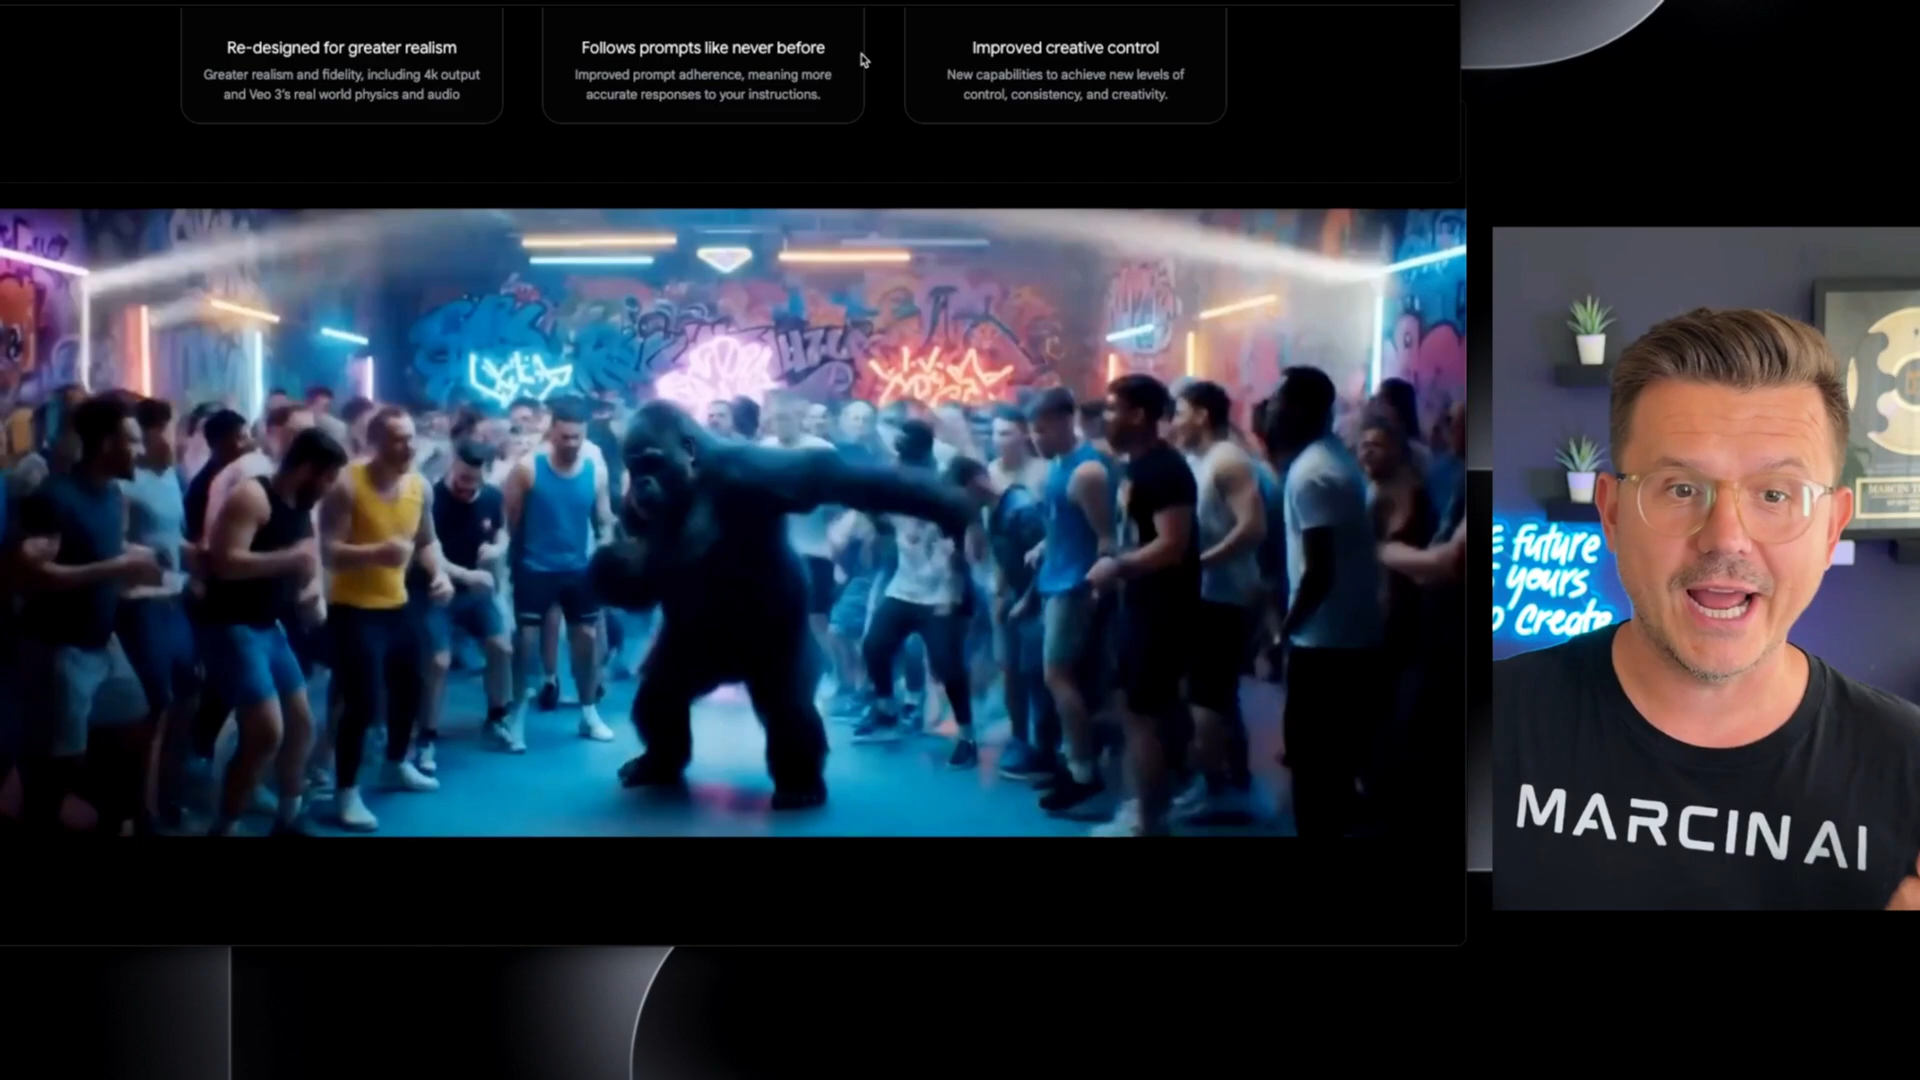 Re-designed for greater realism
Greater realism and fidelity, including 4k output
and Veo 3's real world physics and audio
Follows prompts like never before
Improved prompt adherence, meaning more
accurate responses to your instructions.
Improved creative control
New capabilities to achieve new levels of
control, consistency, and creativity.
future
yours
Create
MARCIN
MARCIN AI